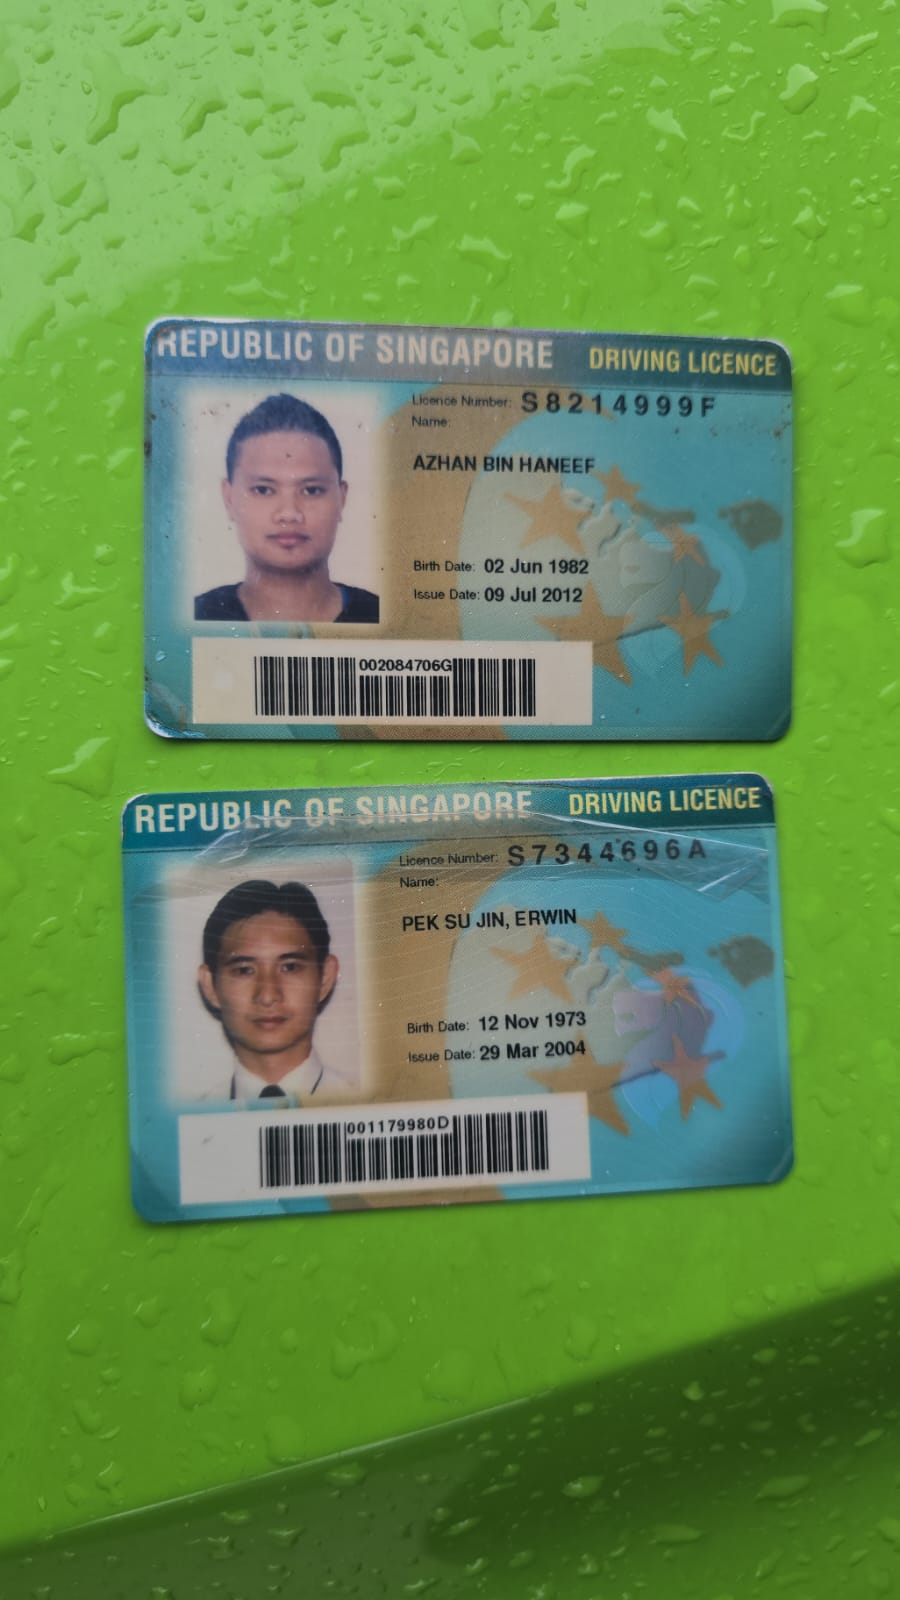 REPUBLIC OF SINGAPORE DRIVING LICENCE
Licence Number: S8214999F
Name:
AZHAN BIN HANEEF
Birth Date: 02 Jun 1982
Issue Date: 09 Jul 2012
002084706G
REPUBLIC OF SINGAPORE DRIVING LICENCE
Licence Number: S7344696A
Name:
PEK SU JIN, ERWIN
Birth Date: 12 Nov 1973
Issue Date: 29 Mar 2004
001179980D